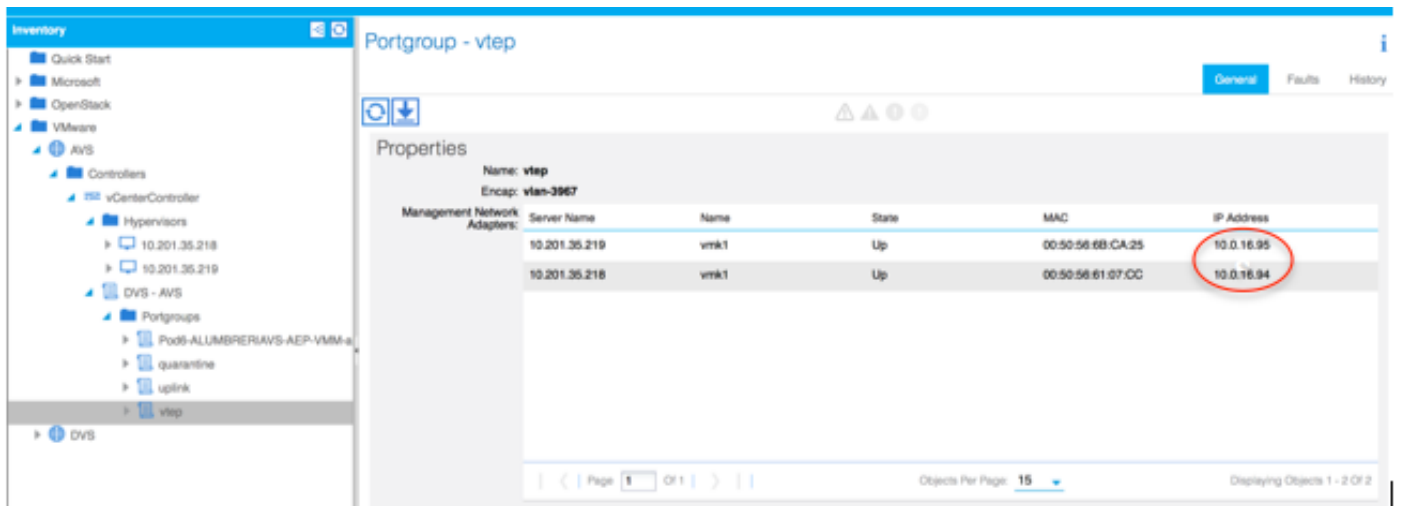 Inventory
Quick Start
Microsoft
OpenStack
VMware
AVS
Controllers
vCenterController
Hypervisors
10.201.35.218
10.201.35.219
DVS - AVS
Portgroups
Pod6-ALUMBRERIAVS-AEP-VMM-a
quarantine
uplink
vtep
DVS
Portgroup - vtep
i
General Faults History
Properties
Name: vtep
Encap: vlan-3967
Management Network Adapters:
Server Name Name State MAC IP Address
10.201.35.219 vmk1 Up 00:50:56:6B:CA:25 10.0.16.95
10.201.35.218 vmk1 Up 00:50:56:61:07:CC 10.0.16.94
Page 1 Of 1 Objects Per Page: 15 Displaying Objects 1 - 2 Of 2